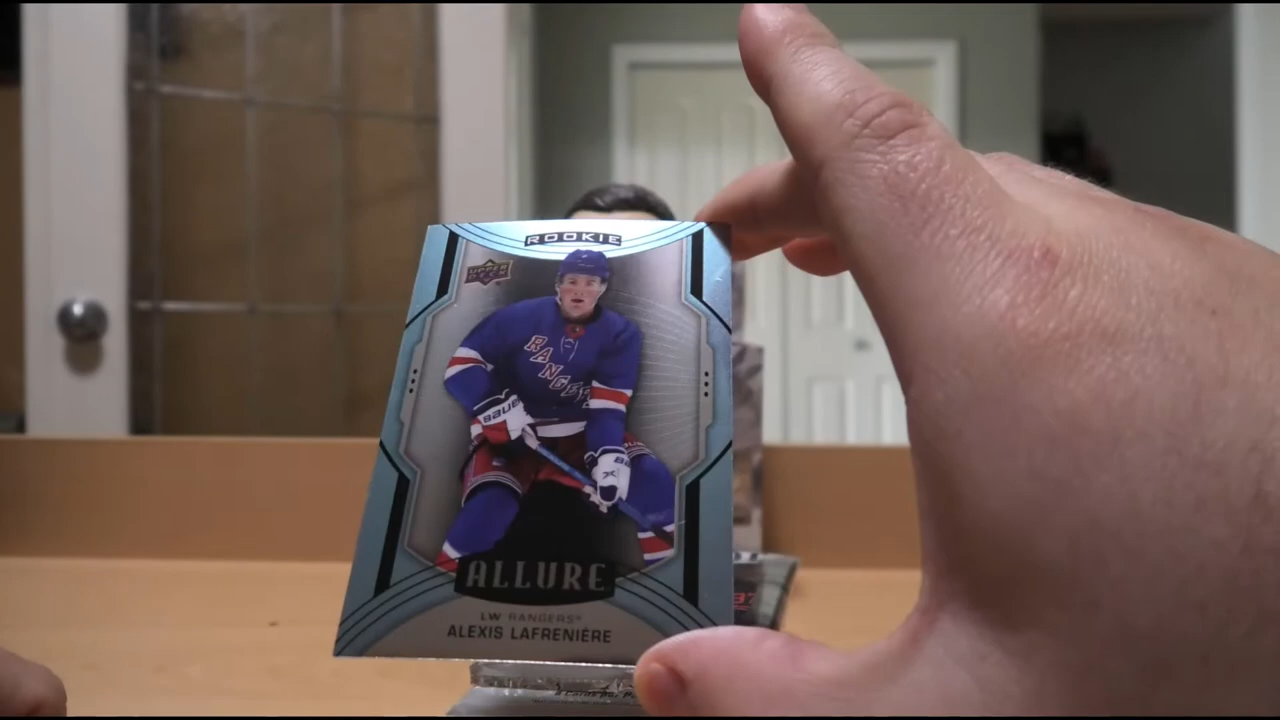 ROOKIE
UPPER
DECK
RANGERS
BAUER
ALLURE
LW RANGERS
ALEXIS LAFRENIÈRE